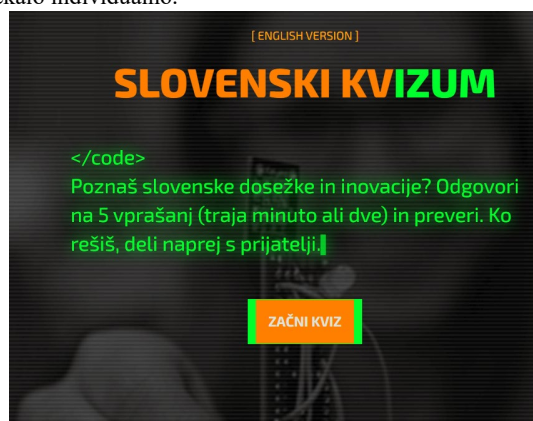 [ ENGLISH VERSION ]
SLOVENSKI KVIZUM
</code>
Poznaš slovenske dosežke in inovacije? Odgovori
na 5 vprašanj (traja minuto ali dve) in preveri. Ko
rešiš, deli naprej s prijatelji.
ZAČNI KVIZ